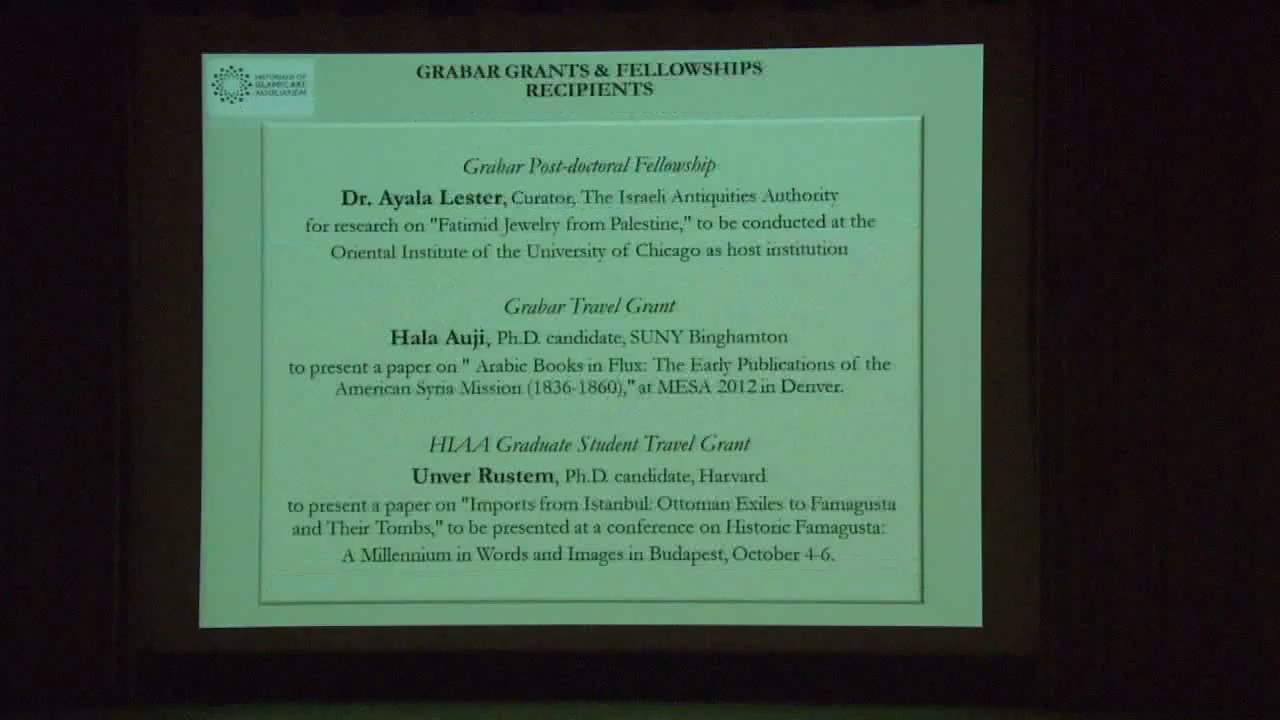 HISTORIANS OF
ISLAMIC ART
ASSOCIATION
GRABAR GRANTS & FELLOWSHIPS
RECIPIENTS
Grabar Post-doctoral Fellowship
Dr. Ayala Lester, Curator, The Israeli Antiquities Authority
for research on "Fatimid Jewelry from Palestine," to be conducted at the
Oriental Institute of the University of Chicago as host institution
Grabar Travel Grant
Hala Auji, Ph.D. candidate, SUNY Binghamton
to present a paper on " Arabic Books in Flux: The Early Publications of the
American Syria Mission (1836-1860)," at MESA 2012 in Denver.
HIAA Graduate Student Travel Grant
Unver Rustem, Ph.D. candidate, Harvard
to present a paper on "Imports from Istanbul: Ottoman Exiles to Famagusta
and Their Tombs," to be presented at a conference on Historic Famagusta:
A Millennium in Words and Images in Budapest, October 4-6.